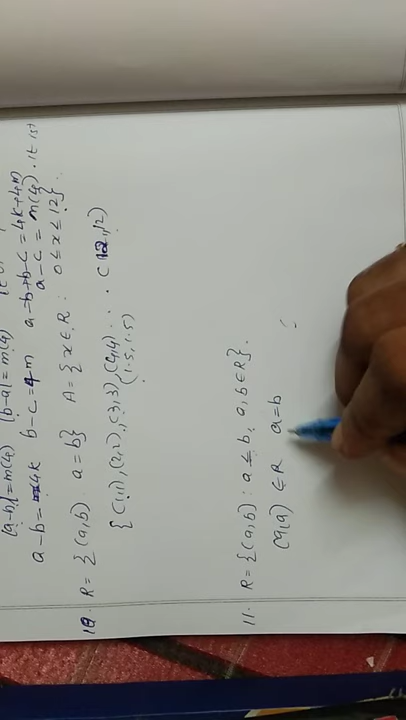 |a-b|=m(4) |b-a|=m(4)
a-b=4k b-c=4m a-b+b-c=4k+4m
a-c = m(4). it ist
10. R={(a,b) a=b} A={x∈R: 0≤x≤12}.
{(1,1),(2,2),(3,3),(4,4)... (12,12)
(1.5,1.5)
11. R={(a,b): a≤b, a,b∈R}.
(a,a) ∈R a=b